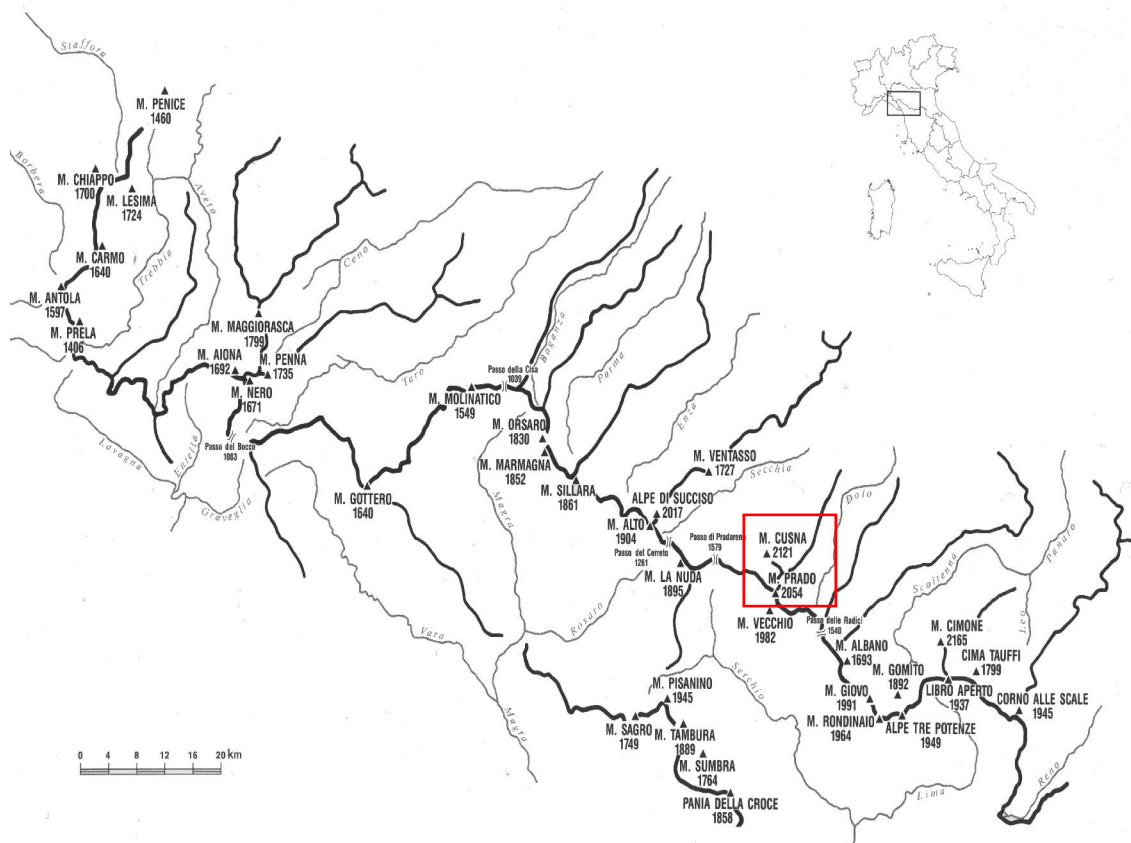 Staffora
M. PENICE
1460
Borbera
M. CHIAPPO
1700
M. LESIMA
1724
Aveto
M. CARMO
1640
Trebbia
Ceno
M. ANTOLA
1597
M. PRELA
1406
M. MAGGIORASCA
1799
M. AIONA
1692
M. PENNA
1735
M. NERO
1671
Taro
M. MOLINATICO
1549
Passo della Cisa
1039
Baganza
Parma
Enza
Lavagna
Entella
Graveglia
Passo del Bocco
1083
M. GOTTERO
1640
Magra
M. ORSARO
1830
M. MARMAGNA
1852
M. SILLARA
1861
M. VENTASSO
1727
Secchia
ALPE DI SUCCISO
2017
M. ALTO
1904
Passo del Cerreto
1261
M. LA NUDA
1895
Passo di Pradarena
1579
M. CUSNA
2121
M. PRADO
2054
Dolo
M. VECCHIO
1982
Passo delle Radici
1540
Scoltenna
Panaro
Leo
Vara
Rosaro
Serchio
M. ALBANO
1693
M. GOMITO
1892
M. CIMONE
2165
CIMA TAUFFI
1799
M. GIOVO
1991
LIBRO APERTO
1937
CORNO ALLE SCALE
1945
M. RONDINAIO
1964
ALPE TRE POTENZE
1949
M. PISANINO
1945
M. SAGRO
1749
M. TAMBURA
1889
M. SUMBRA
1764
PANIA DELLA CROCE
1858
Magra
Lima
Reno
0 4 8 12 16 20 km